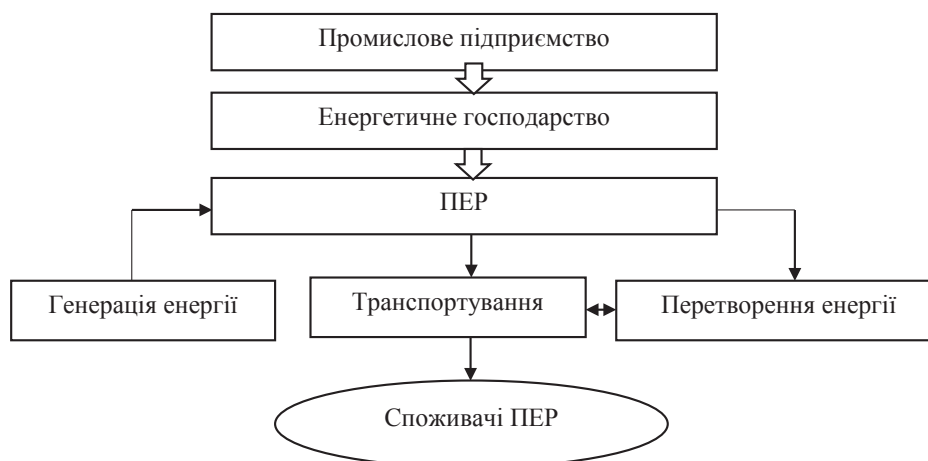 Промислове підприємство
Енергетичне господарство
ПЕР
Генерація енергії
Транспортування
Перетворення енергії
Споживачі ПЕР